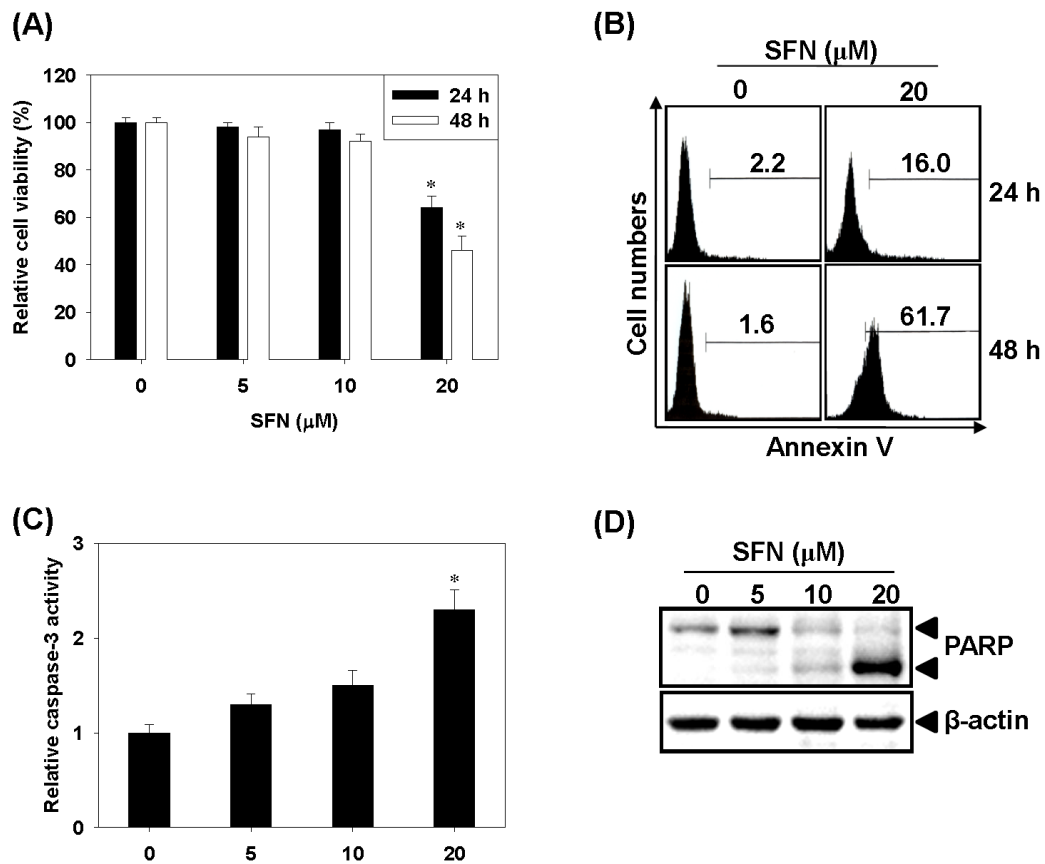 (A)
120
100
80
60
40
20
0
Relative cell viability (%)
24 h
48 h
*
*
0 5 10 20
SFN (μM)
(B)
SFN (μM)
0 20
2.2 16.0 24 h
1.6 61.7 48 h
Cell numbers
Annexin V
(C)
3
2
1
0
Relative caspase-3 activity
*
0 5 10 20
(D)
SFN (μM)
0 5 10 20
PARP
β-actin